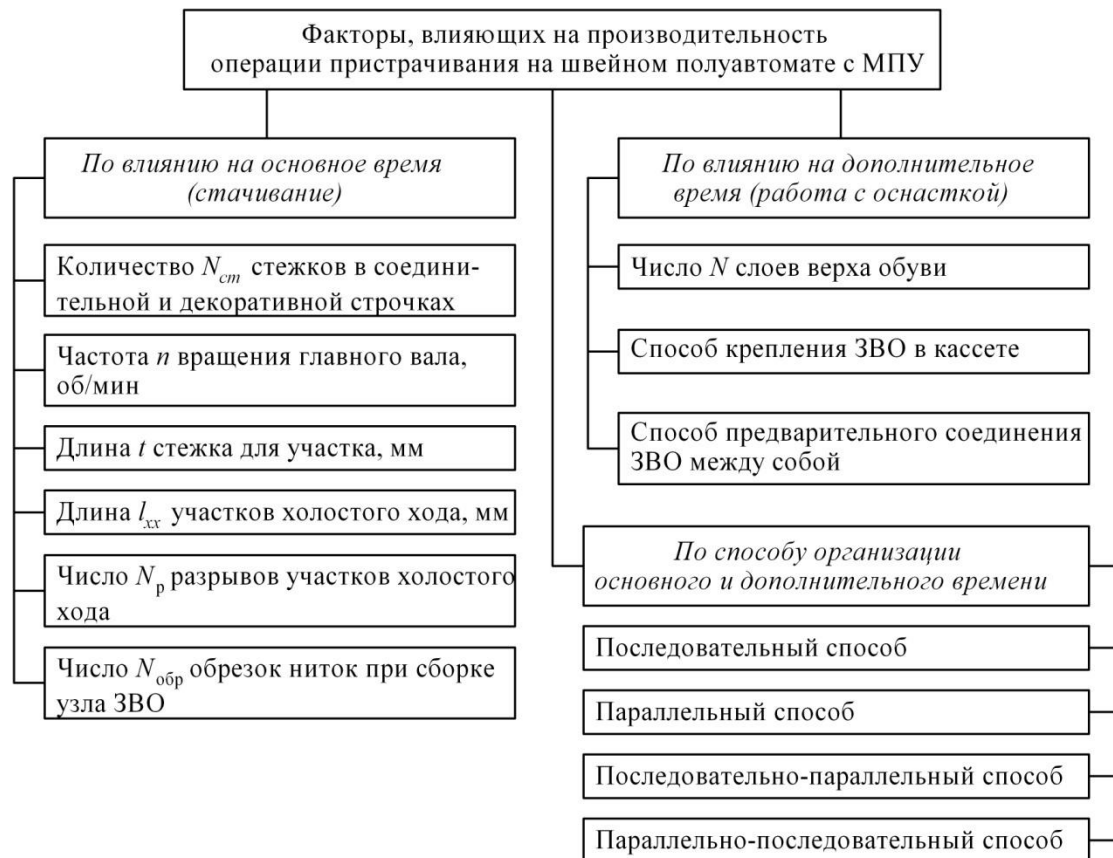 Факторы, влияющих на производительность
операции пристрачивания на швейном полуавтомате с МПУ
По влиянию на основное время
(стачивание)
Количество Nст стежков в соедини-
тельной и декоративной строчках
Частота n вращения главного вала,
об/мин
Длина t стежка для участка, мм
Длина lхх участков холостого хода, мм
Число Nр разрывов участков холостого
хода
Число Nобр обрезок ниток при сборке
узла ЗВО
По влиянию на дополнительное
время (работа с оснасткой)
Число N слоев верха обуви
Способ крепления ЗВО в кассете
Способ предварительного соединения
ЗВО между собой
По способу организации
основного и дополнительного времени
Последовательный способ
Параллельный способ
Последовательно-параллельный способ
Параллельно-последовательный способ